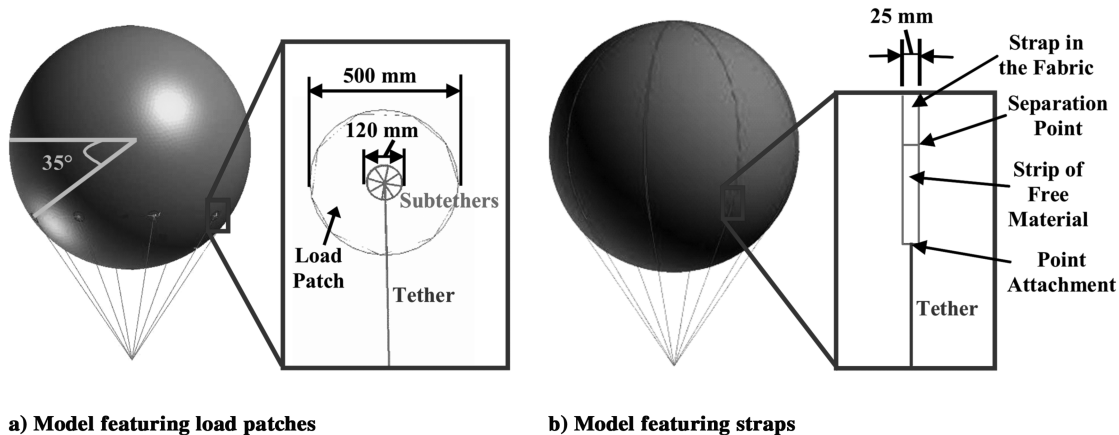 35°
500 mm
120 mm
Subtethers
Load
Patch
Tether
a) Model featuring load patches
25 mm
Strap in
the Fabric
Separation
Point
Strip of
Free
Material
Point
Attachment
Tether
b) Model featuring straps